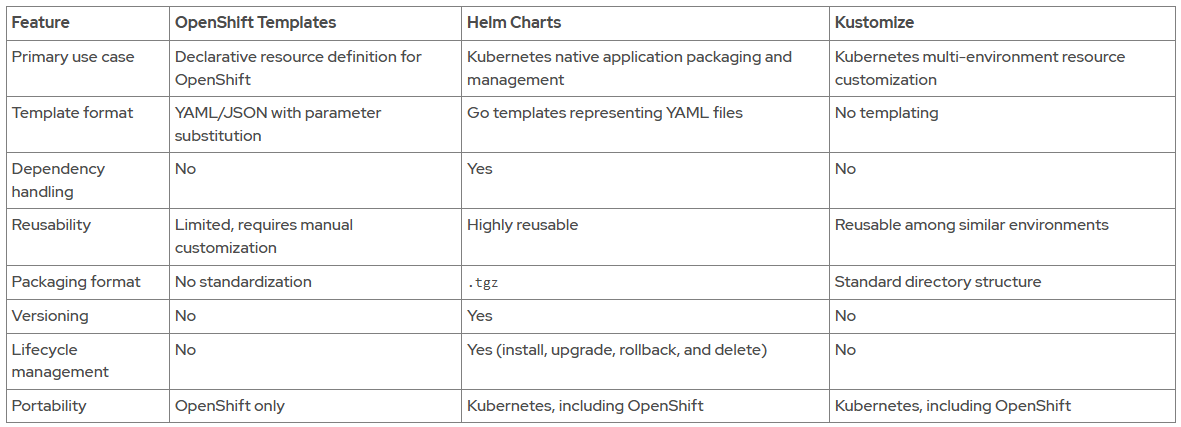 Feature OpenShift Templates Helm Charts Kustomize
Primary use case Declarative resource definition for Kubernetes native application packaging and Kubernetes multi-environment resource
OpenShift management customization
Template format YAML/JSON with parameter Go templates representing YAML files No templating
substitution
Dependency No Yes No
handling
Reusability Limited, requires manual Highly reusable Reusable among similar environments
customization
Packaging format No standardization .tgz Standard directory structure
Versioning No Yes No
Lifecycle No Yes (install, upgrade, rollback, and delete) No
management
Portability OpenShift only Kubernetes, including OpenShift Kubernetes, including OpenShift